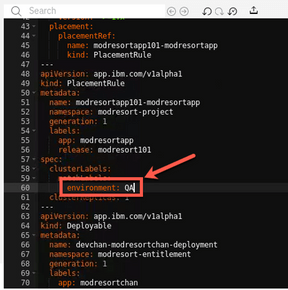 Search
43 placement:
44 placementRef:
45 name: modresortapp101-modresortapp
46 kind: PlacementRule
47 ---
48 apiVersion: app.ibm.com/v1alpha1
49 kind: PlacementRule
50 metadata:
51 name: modresortapp101-modresortapp
52 namespace: modresort-project
53 generation: 1
54 labels:
55 app: modresortapp
56 release: modresort101
57 spec:
58 clusterLabels:
59
60 environment: QA
61
62 ---
63 apiVersion: app.ibm.com/v1alpha1
64 kind: Deployable
65 metadata:
66 name: devchan-modresortchan-deployment
67 namespace: modresort-entitlement
68 generation: 1
69 labels:
70 app: modresortchan